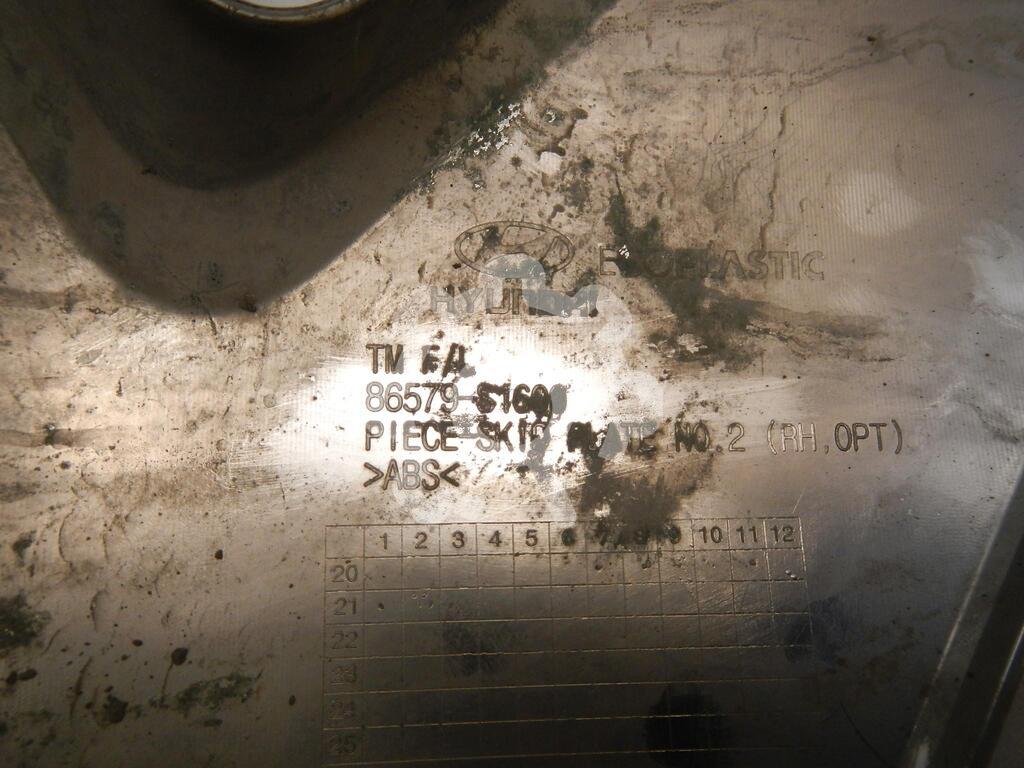 ECOPLASTIC
HYUNDAI
TM F/L
86579-S1600
PIECE-SKID PLATE NO.2 (RH,OPT)
>ABS<
1 2 3 4 5 6 7 8 9 10 11 12
20
21
22
23
24
25